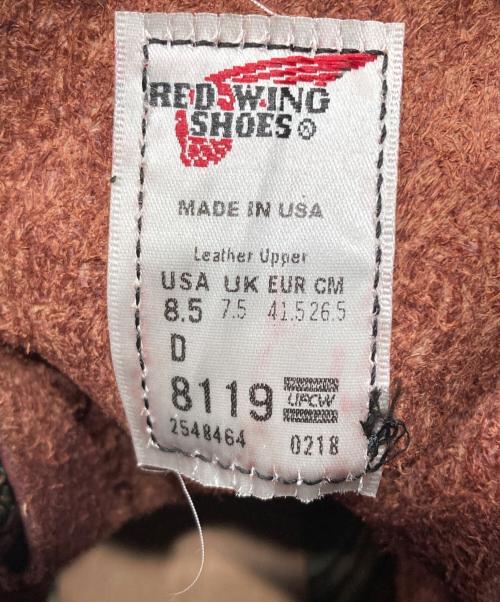 RED WING
SHOES ®
MADE IN USA
Leather Upper
USA UK EUR CM
8.5 7.5 41.5 26.5
D
8119 UFCW
2548464 0218